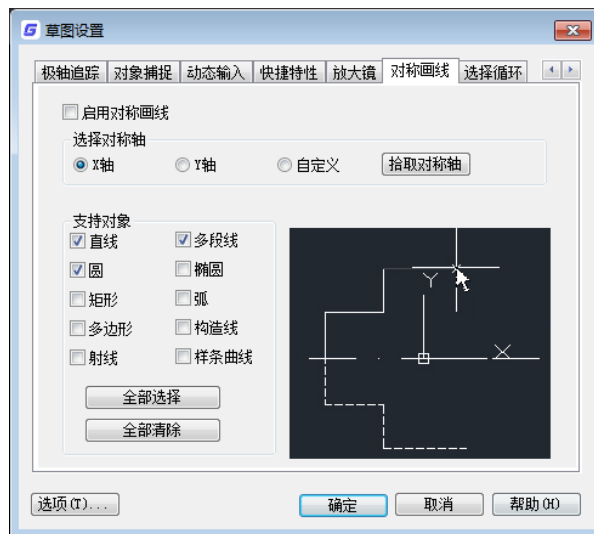 草图设置
极轴追踪 对象捕捉 动态输入 快捷特性 放大镜 对称画线 选择循环
启用对称画线
选择对称轴
X轴 Y轴 自定义 拾取对称轴
支持对象
直线 多段线
圆 椭圆
矩形 弧
多边形 构造线
射线 样条曲线
全部选择
全部清除
Y
X
选项(T)... 确定 取消 帮助(H)